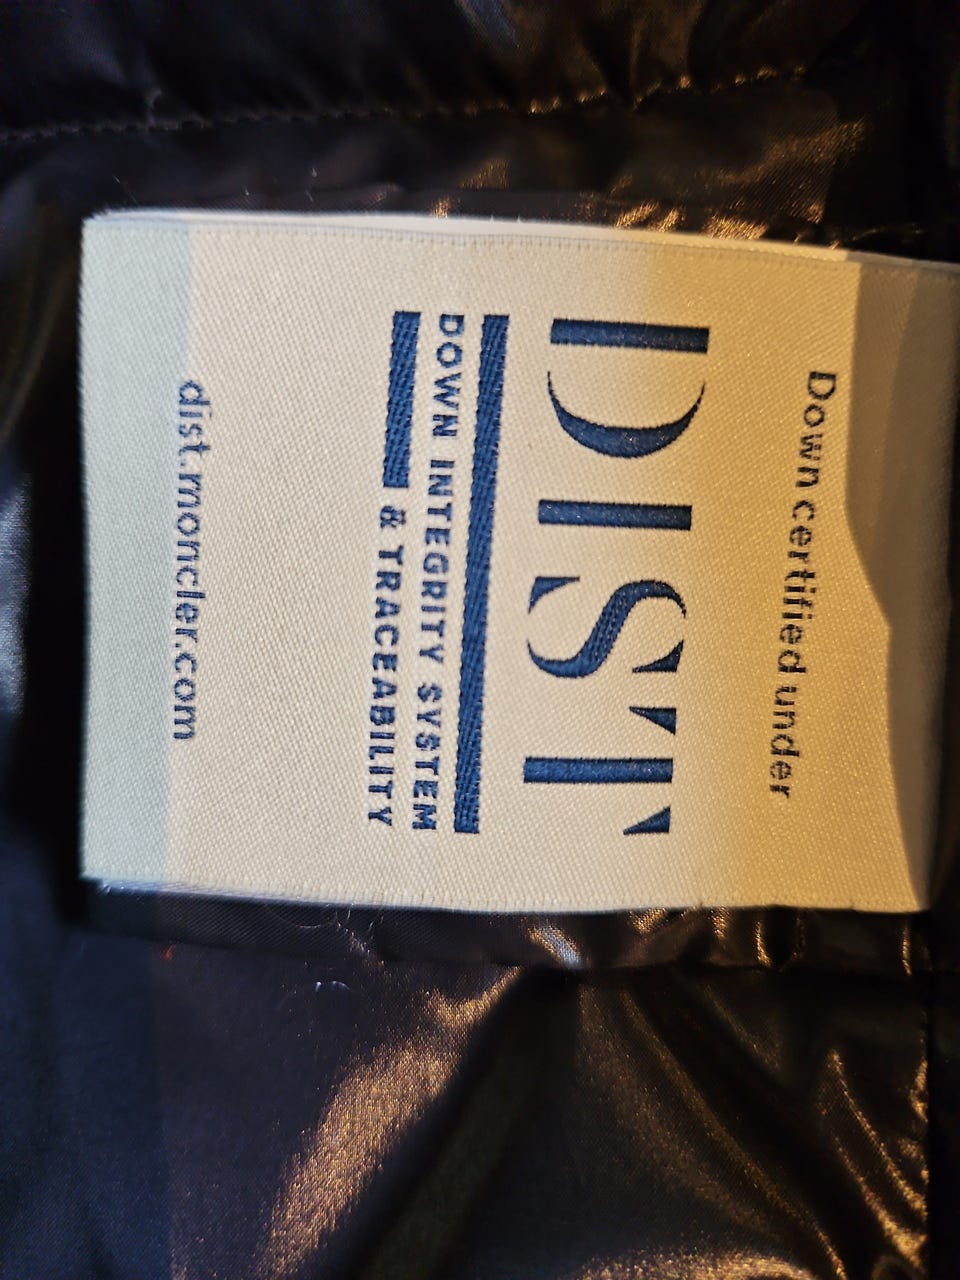 Down certified under
DIST
DOWN INTEGRITY SYSTEM
& TRACEABILITY
dist.moncler.com